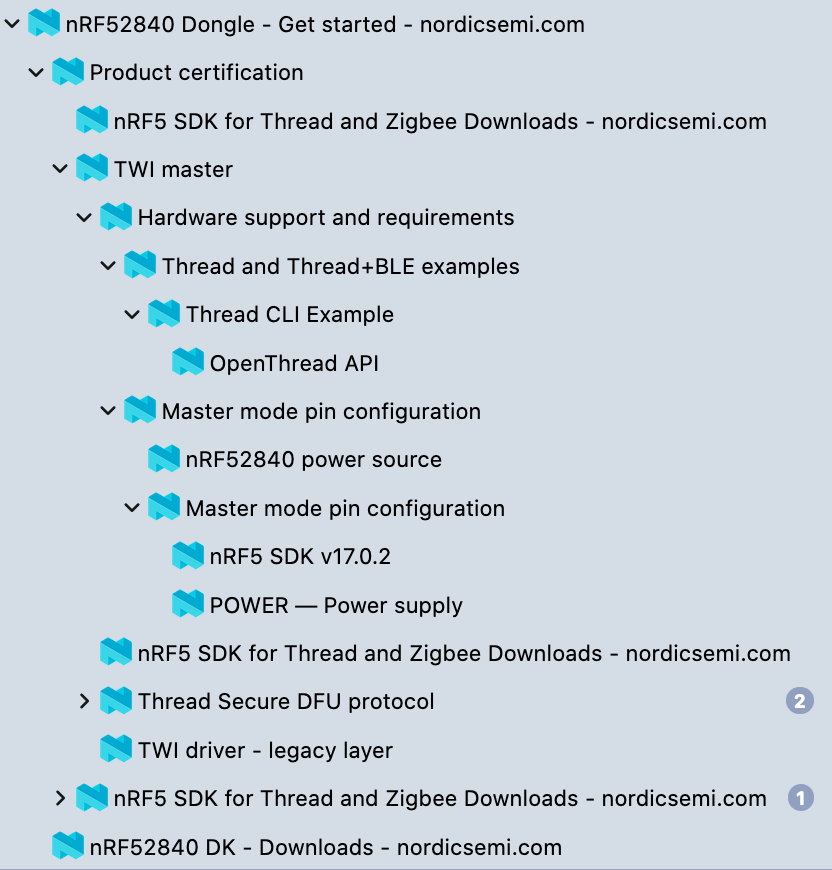 nRF52840 Dongle - Get started - nordicsemi.com
Product certification
nRF5 SDK for Thread and Zigbee Downloads - nordicsemi.com
TWI master
Hardware support and requirements
Thread and Thread+BLE examples
Thread CLI Example
OpenThread API
Master mode pin configuration
nRF52840 power source
Master mode pin configuration
nRF5 SDK v17.0.2
POWER — Power supply
nRF5 SDK for Thread and Zigbee Downloads - nordicsemi.com
Thread Secure DFU protocol 2
TWI driver - legacy layer
nRF5 SDK for Thread and Zigbee Downloads - nordicsemi.com 1
nRF52840 DK - Downloads - nordicsemi.com